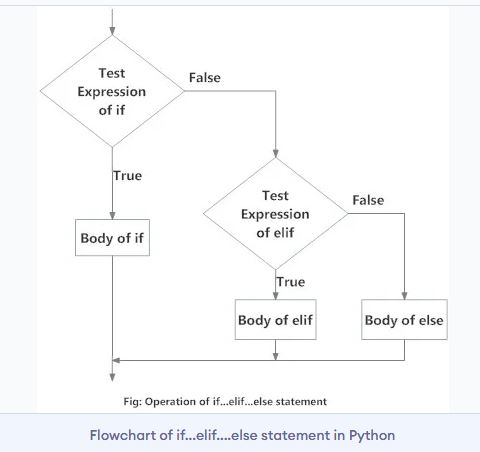 Test
Expression
of if
False
True
Test
Expression
of elif
False
Body of if
True
Body of elif
Body of else
Fig: Operation of if...elif...else statement
Flowchart of if...elif....else statement in Python